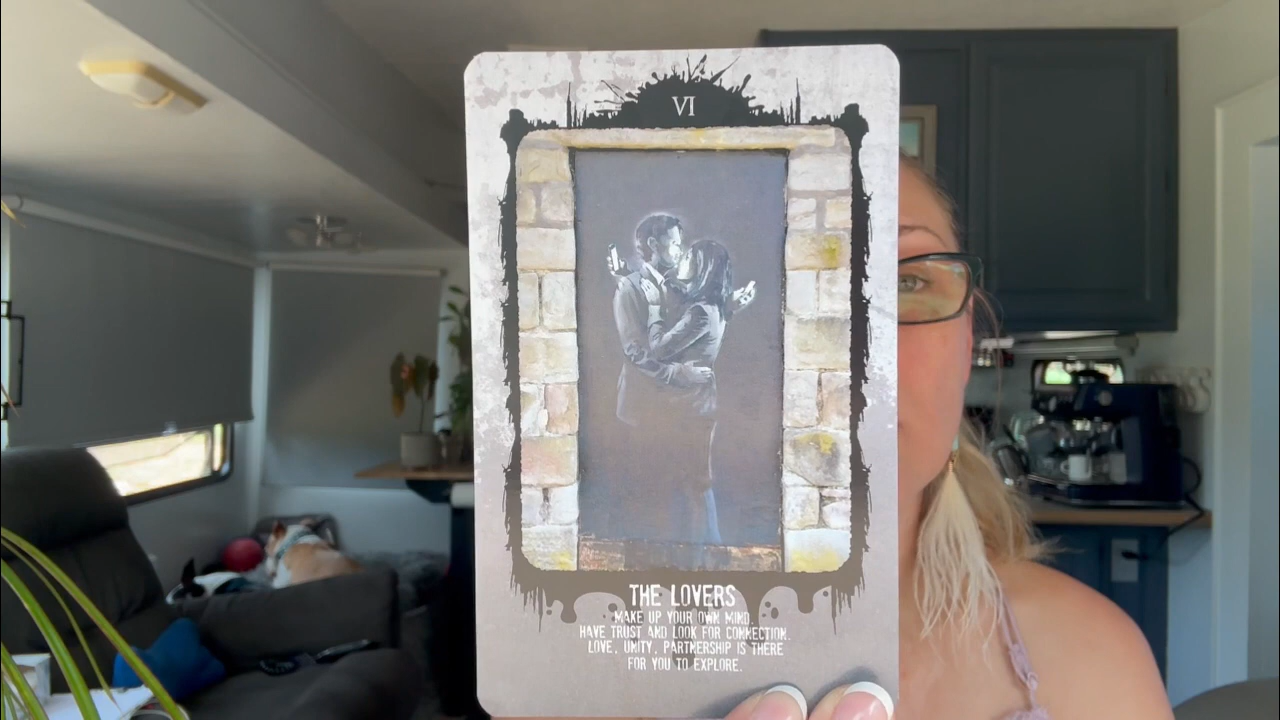 VI
THE LOVERS
MAKE UP YOUR OWN MIND.
HAVE TRUST AND LOOK FOR CONNECTION.
LOVE, UNITY, PARTNERSHIP IS THERE
FOR YOU TO EXPLORE.